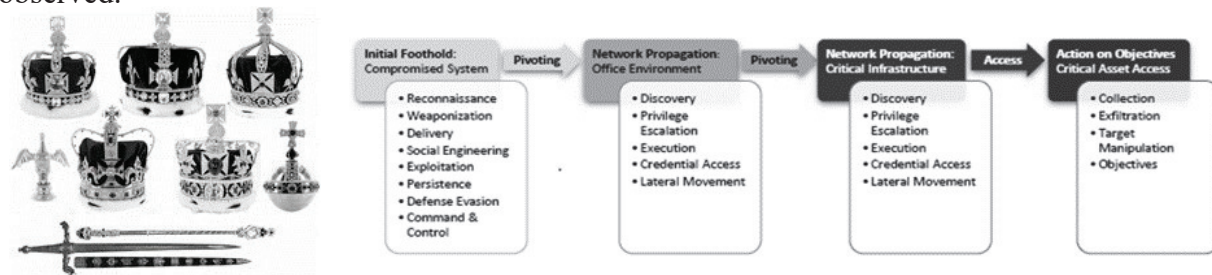 observed.
Initial Foothold:
Compromised System
• Reconnaissance
• Weaponization
• Delivery
• Social Engineering
• Exploitation
• Persistence
• Defense Evasion
• Command &
Control
Pivoting
Network Propagation:
Office Environment
• Discovery
• Privilege
Escalation
• Execution
• Credential Access
• Lateral Movement
Pivoting
Network Propagation:
Critical Infrastructure
• Discovery
• Privilege
Escalation
• Execution
• Credential Access
• Lateral Movement
Access
Action on Objectives
Critical Asset Access
• Collection
• Exfiltration
• Target
Manipulation
• Objectives